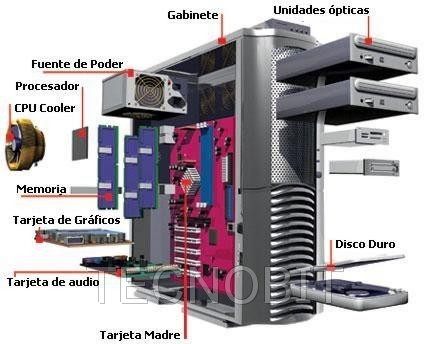 Gabinete
Unidades ópticas
Fuente de Poder
Procesador
CPU Cooler
Memoria
Tarjeta de Gráficos
Disco Duro
Tarjeta de audio
TECNOBIT
Tarjeta Madre